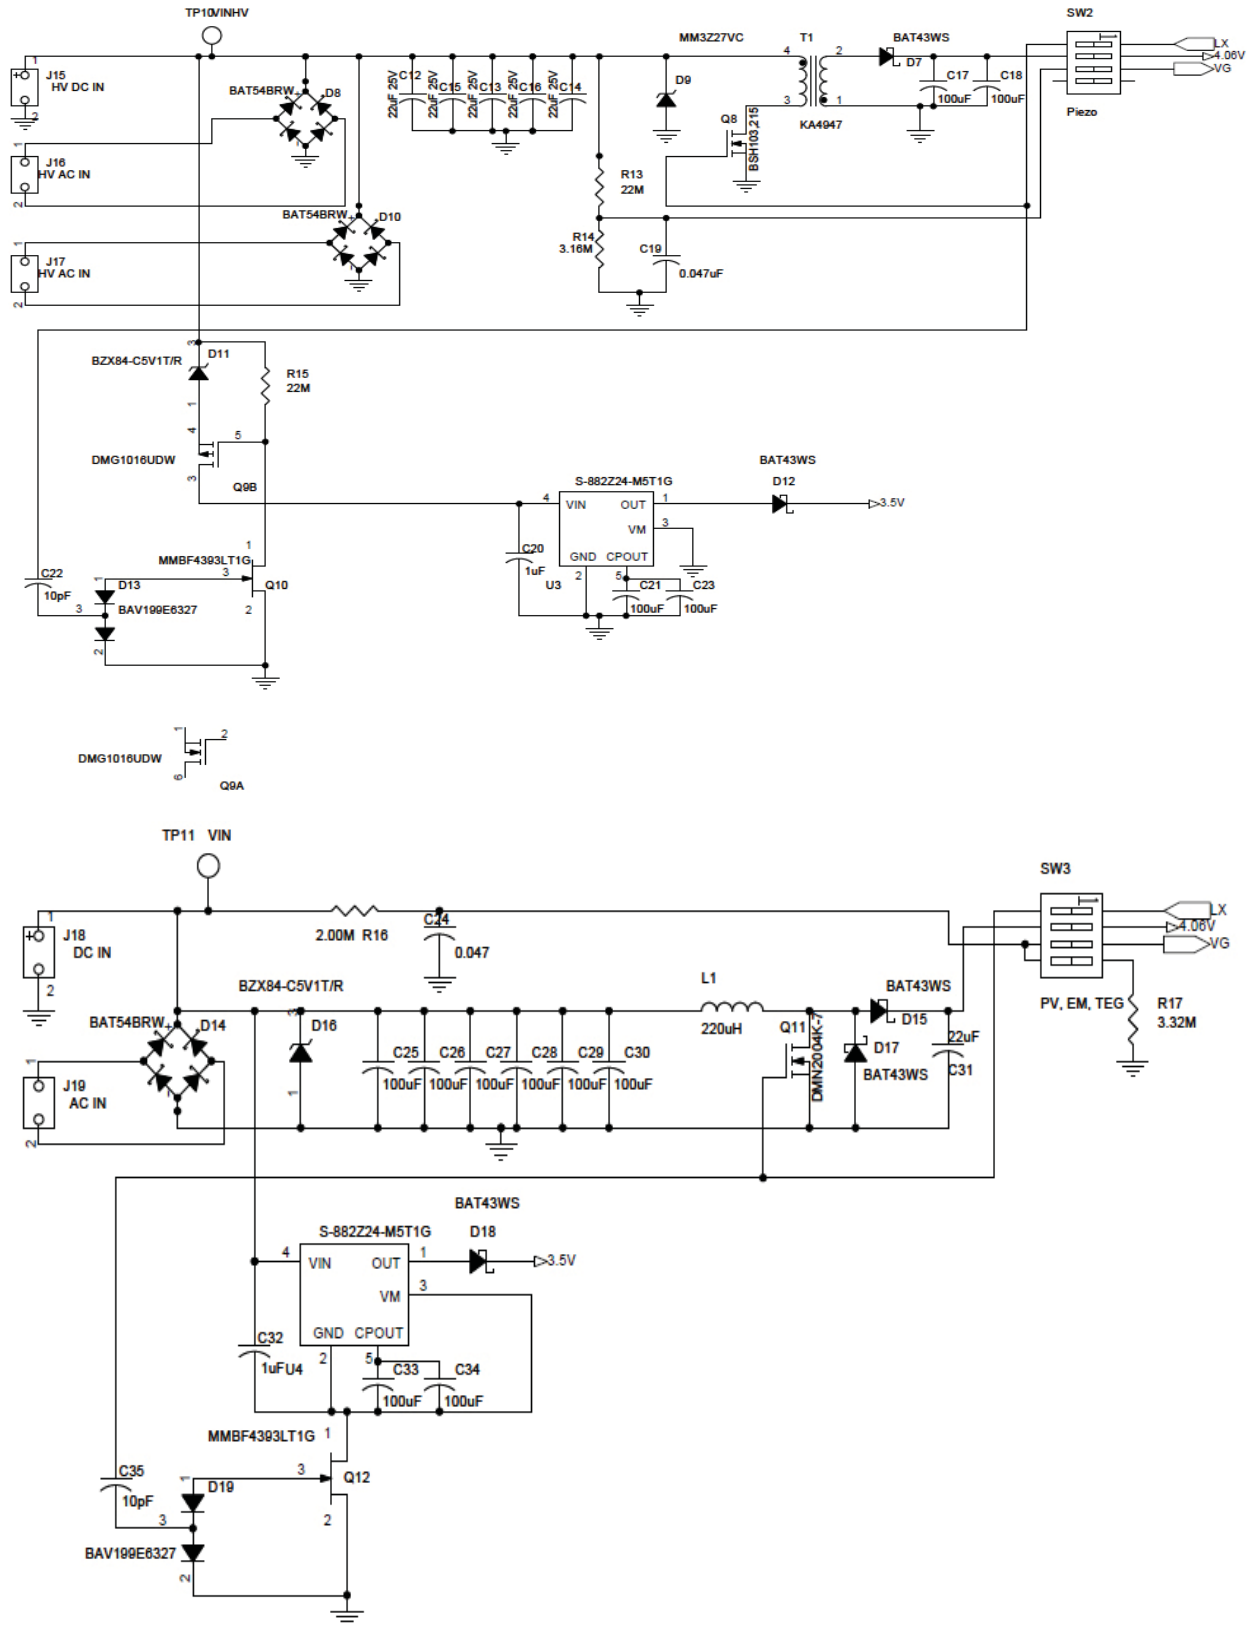 TP10 VINHV
MM3Z27VC
T1
BAT43WS
SW2
1
J15
HV DC IN
+
2
BAT54BRW
+
D8
C12
22uF 25V
C15
22uF 25V
C13
22uF 25V
C16
22uF 25V
C14
22uF 25V
D9
4
2
3
1
KA4947
D7
C17
100uF
C18
100uF
LX
4.06V
VG
Piezo
Q8
BSH103,215
1
J16
HV AC IN
2
R13
22M
BAT54BRW
+
D10
R14
3.16M
C19
0.047uF
1
J17
HV AC IN
2
3
D11
BZX84-C5V1T/R
R15
22M
1
4
5
DMG1016UDW
3
Q9B
BAT43WS
D12
S-882Z24-M5T1G
4
VIN
OUT
1
3.5V
VM
3
GND
CPOUT
2
5
U3
C20
1uF
C21
100uF
C23
100uF
1
MMBF4393LT1G
3
Q10
2
C22
10pF
1
D13
3
BAV199E6327
2
1
2
DMG1016UDW
6
Q9A
TP11 VIN
SW3
1
J18
DC IN
+
2
2.00M R16
C24
0.047
LX
4.06V
VG
BZX84-C5V1T/R
L1
BAT43WS
PV, EM, TEG
R17
3.32M
BAT54BRW
+
D14
3
D16
1
220uH
Q11
DMN2004K-7
D15
D17
BAT43WS
22uF
C31
1
J19
AC IN
2
C25
100uF
C26
100uF
C27
100uF
C28
100uF
C29
100uF
C30
100uF
BAT43WS
S-882Z24-M5T1G
D18
4
VIN
OUT
1
3.5V
VM
3
GND
CPOUT
2
5
C32
1uF
U4
C33
100uF
C34
100uF
MMBF4393LT1G
1
3
Q12
2
C35
10pF
1
D19
3
BAV199E6327
2